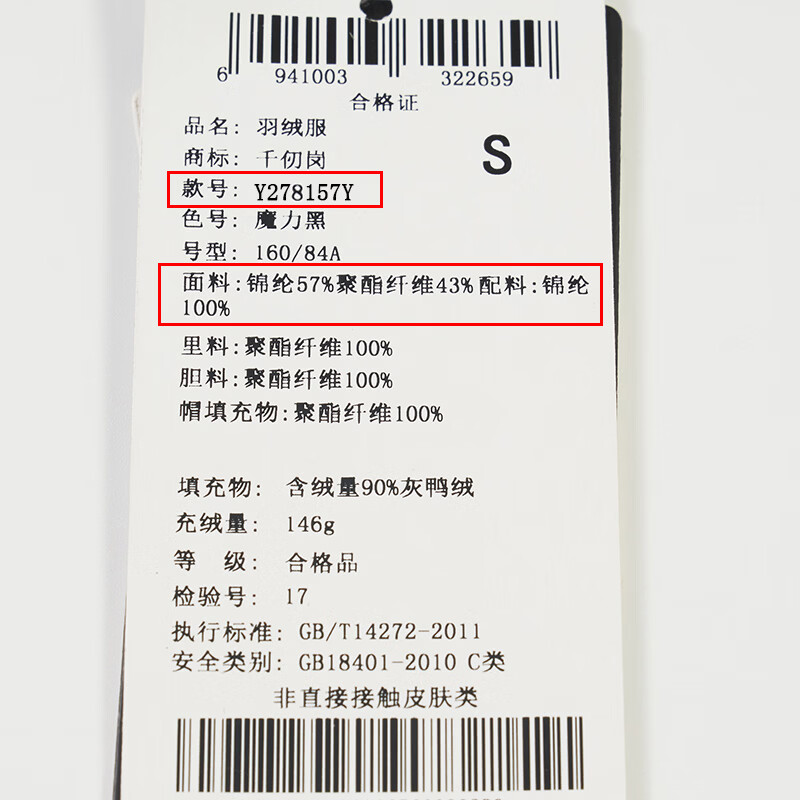 6 941003 322659
合格证
品名: 羽绒服
商标: 千仞岗
S
款号: Y278157Y
色号: 魔力黑
号型: 160/84A
面料:锦纶57%聚酯纤维43%配料:锦纶
100%
里料:聚酯纤维100%
胆料:聚酯纤维100%
帽填充物:聚酯纤维100%
填充物: 含绒量90%灰鸭绒
充绒量: 146g
等 级: 合格品
检验号: 17
执行标准: GB/T14272-2011
安全类别: GB18401-2010 C类
非直接接触皮肤类